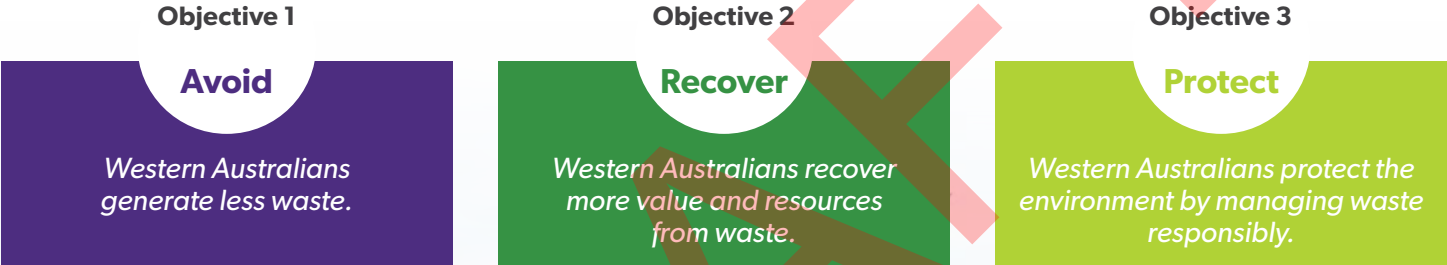 Objective 1
Avoid
Western Australians
generate less waste.
Objective 2
Recover
Western Australians recover
more value and resources
from waste.
Objective 3
Protect
Western Australians protect the
environment by managing waste
responsibly.